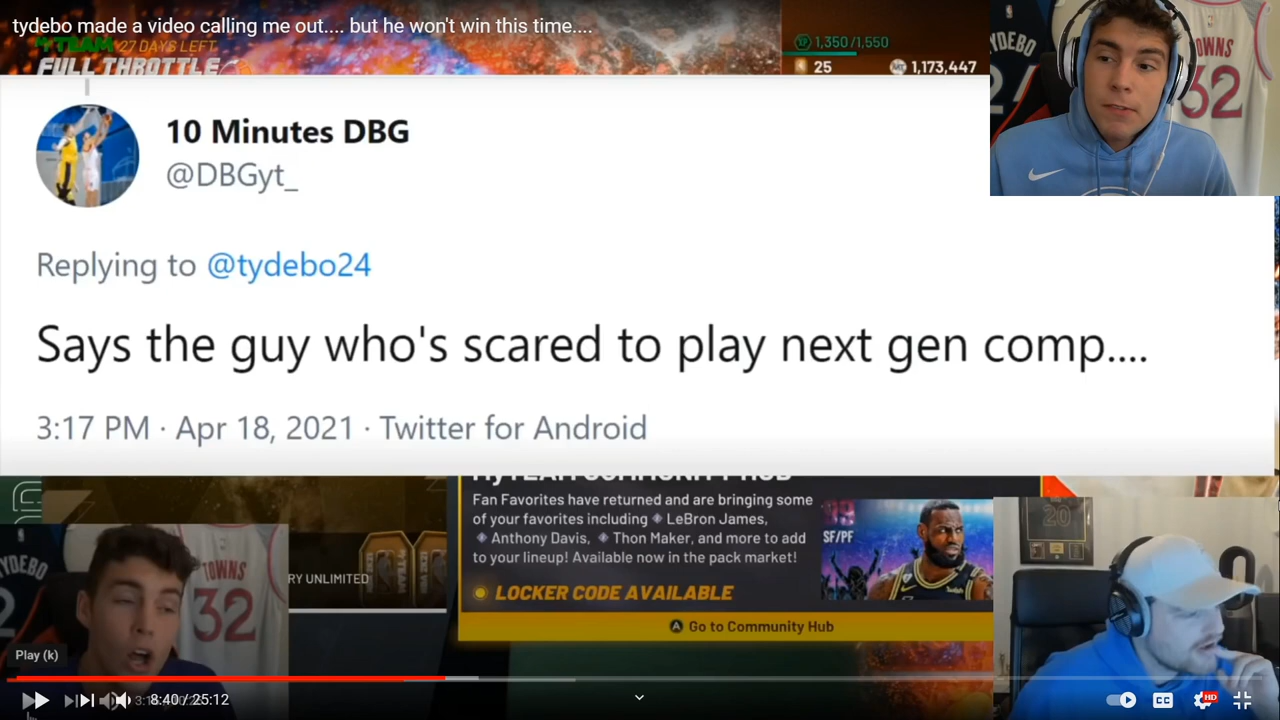 tydebo made a video calling me out.... but he won't win this time....
27 DAYS LEFT
FULL THROTTLE
1,350/1,550
25
1,173,447
TOWNS
32
10 Minutes DBG
@DBGyt_
Replying to @tydebo24
Says the guy who's scared to play next gen comp....
3:17 PM · Apr 18, 2021 · Twitter for Android
Fan Favorites have returned and are bringing some
of your favorites including LeBron James,
Anthony Davis, Thon Maker, and more to add
to your lineup! Available now in the pack market!
SF/PF
LOCKER CODE AVAILABLE
Go to Community Hub
RY UNLIMITED
TOWNS
32
20
Play (k)
8:40 / 25:12
CC
HD